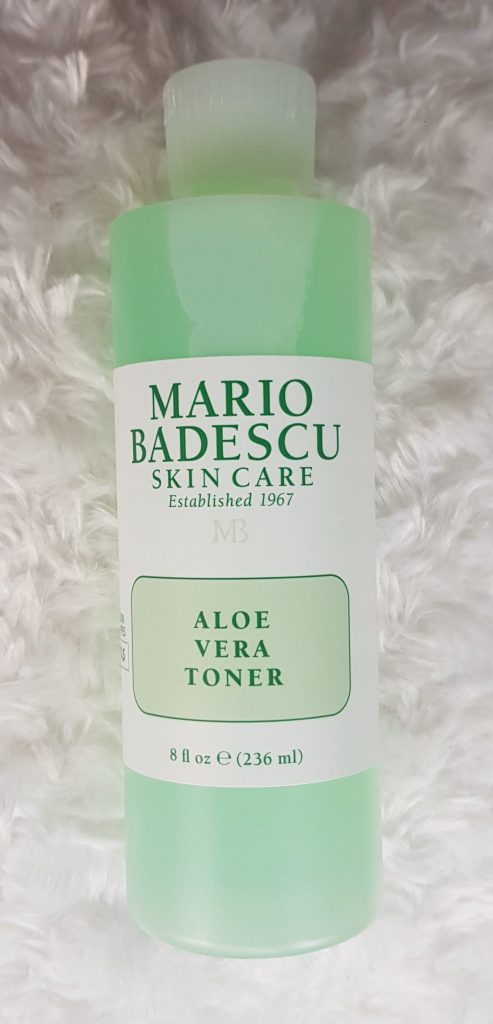 MARIO
BADESCU
SKIN CARE
Established 1967
MB
ALOE
VERA
TONER
8 fl oz ℮ (236 ml)